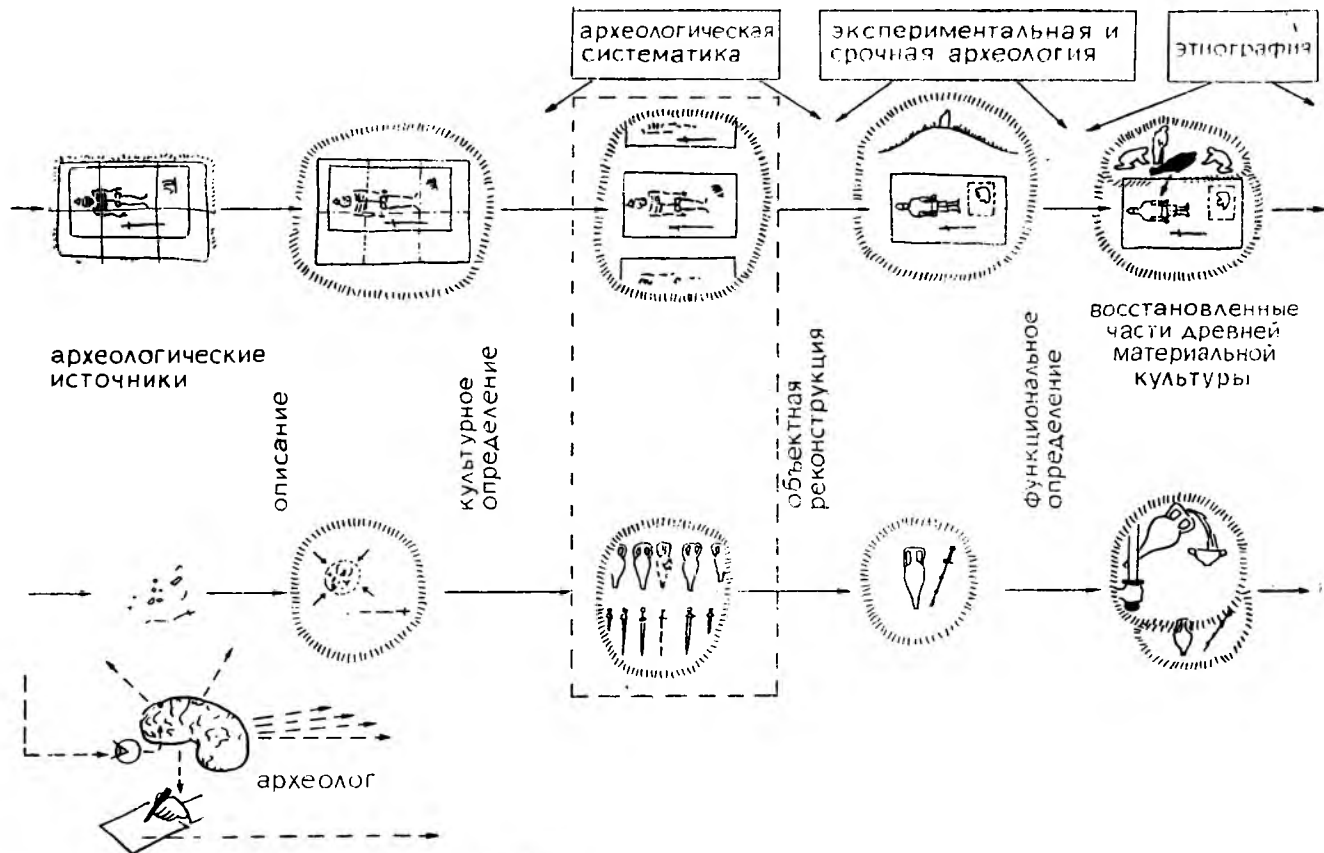 археологическая
систематика
экспериментальная и
срочная археология
этнография
археологические
источники
описание
культурное
определение
объектная
реконструкция
функциональное
определение
восстановленные
части древней
материальной
культуры
археолог